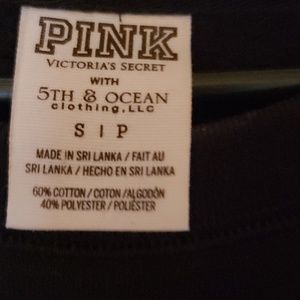 PINK
VICTORIA'S SECRET
WITH
5TH & OCEAN
clothing, LLC
S | P
MADE IN SRI LANKA / FAIT AU
SRI LANKA / HECHO EN SRI LANKA
60% COTTON / COTON / ALGODÓN
40% POLYESTER / POLIÉSTER